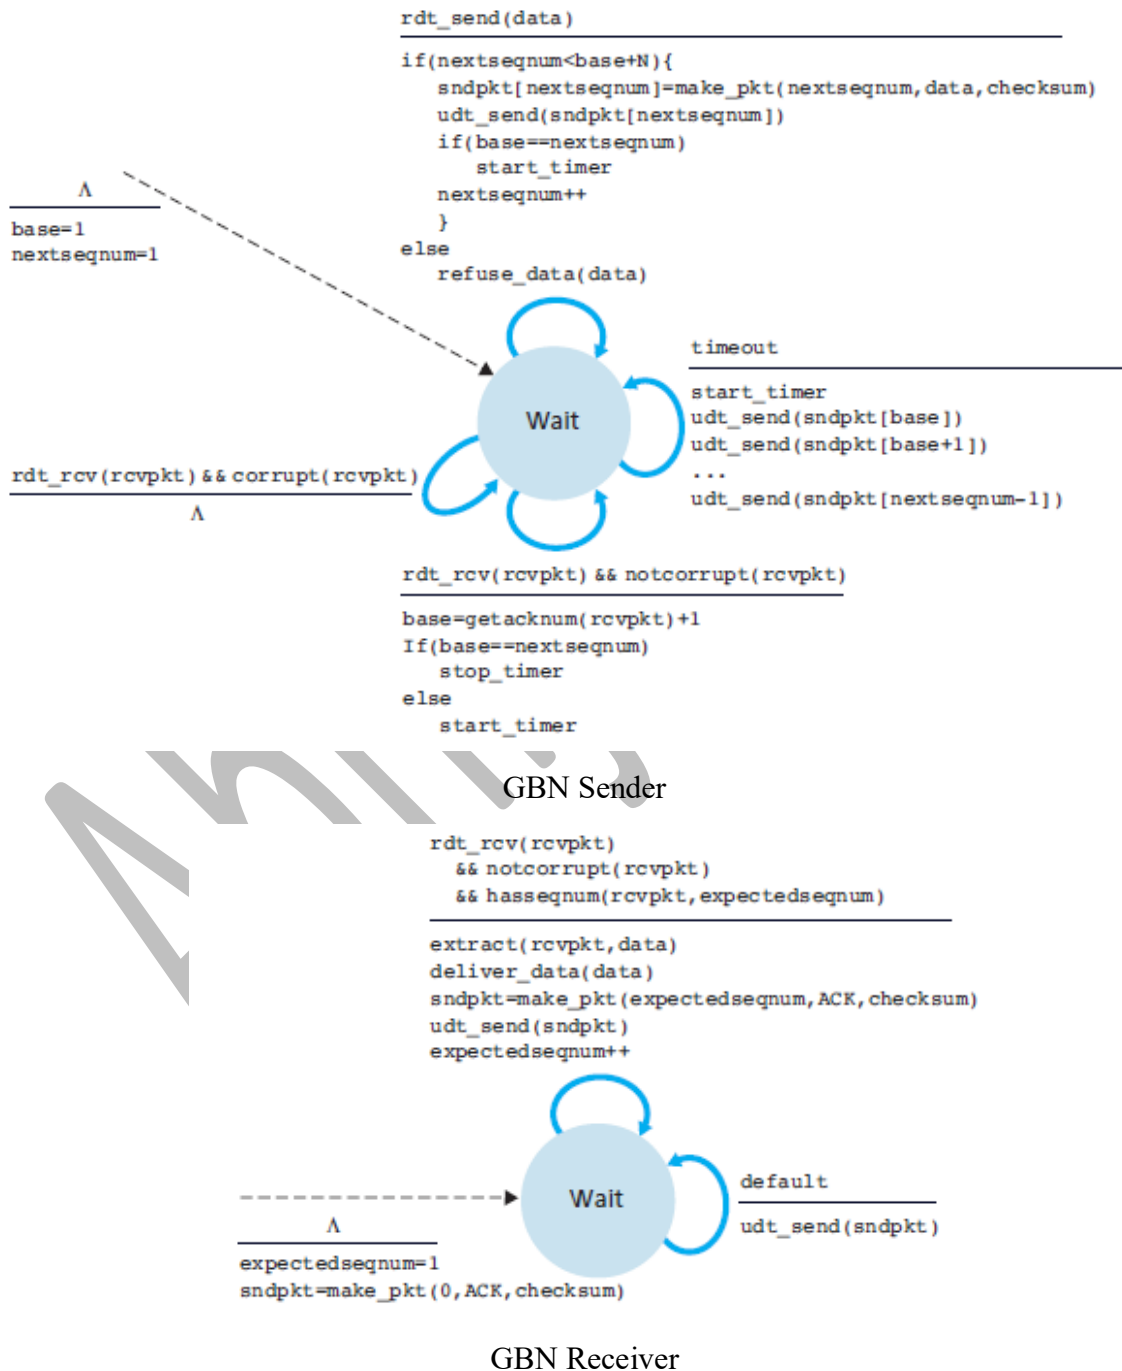 rdt_send(data)
if(nextseqnum<base+N){
sndpkt[nextseqnum]=make_pkt(nextseqnum,data,checksum)
udt_send(sndpkt[nextseqnum])
if(base==nextseqnum)
start_timer
nextseqnum++
}
else
refuse_data(data)
Λ
base=1
nextseqnum=1
timeout
start_timer
udt_send(sndpkt[base])
udt_send(sndpkt[base+1])
...
udt_send(sndpkt[nextseqnum-1])
Wait
rdt_rcv(rcvpkt) && corrupt(rcvpkt)
Λ
rdt_rcv(rcvpkt) && notcorrupt(rcvpkt)
base=getacknum(rcvpkt)+1
If(base==nextseqnum)
stop_timer
else
start_timer
GBN Sender
rdt_rcv(rcvpkt)
&& notcorrupt(rcvpkt)
&& hasseqnum(rcvpkt,expectedseqnum)
extract(rcvpkt,data)
deliver_data(data)
sndpkt=make_pkt(expectedseqnum,ACK,checksum)
udt_send(sndpkt)
expectedseqnum++
Wait
default
udt_send(sndpkt)
Λ
expectedseqnum=1
sndpkt=make_pkt(0,ACK,checksum)
GBN Receiver